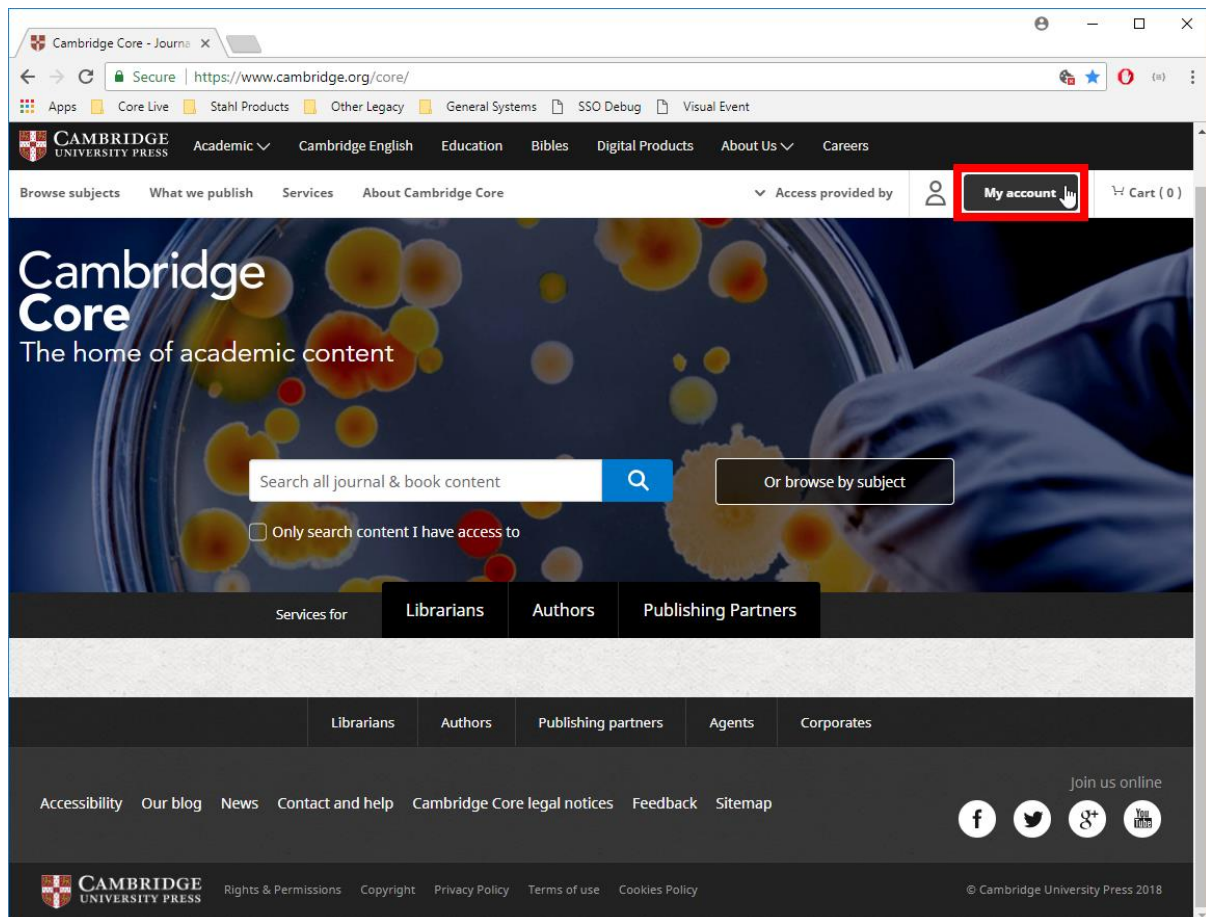 Cambridge Core - Journa
Secure https://www.cambridge.org/core/
Apps Core Live Stahl Products Other Legacy General Systems SSO Debug Visual Event
CAMBRIDGE UNIVERSITY PRESS Academic Cambridge English Education Bibles Digital Products About Us Careers
Browse subjects What we publish Services About Cambridge Core Access provided by My account Cart ( 0 )
Cambridge
Core
The home of academic content
Search all journal & book content Or browse by subject
Only search content I have access to
Services for Librarians Authors Publishing Partners
Librarians Authors Publishing partners Agents Corporates
Join us online
Accessibility Our blog News Contact and help Cambridge Core legal notices Feedback Sitemap
f g+ You Tube
CAMBRIDGE UNIVERSITY PRESS Rights & Permissions Copyright Privacy Policy Terms of use Cookies Policy © Cambridge University Press 2018